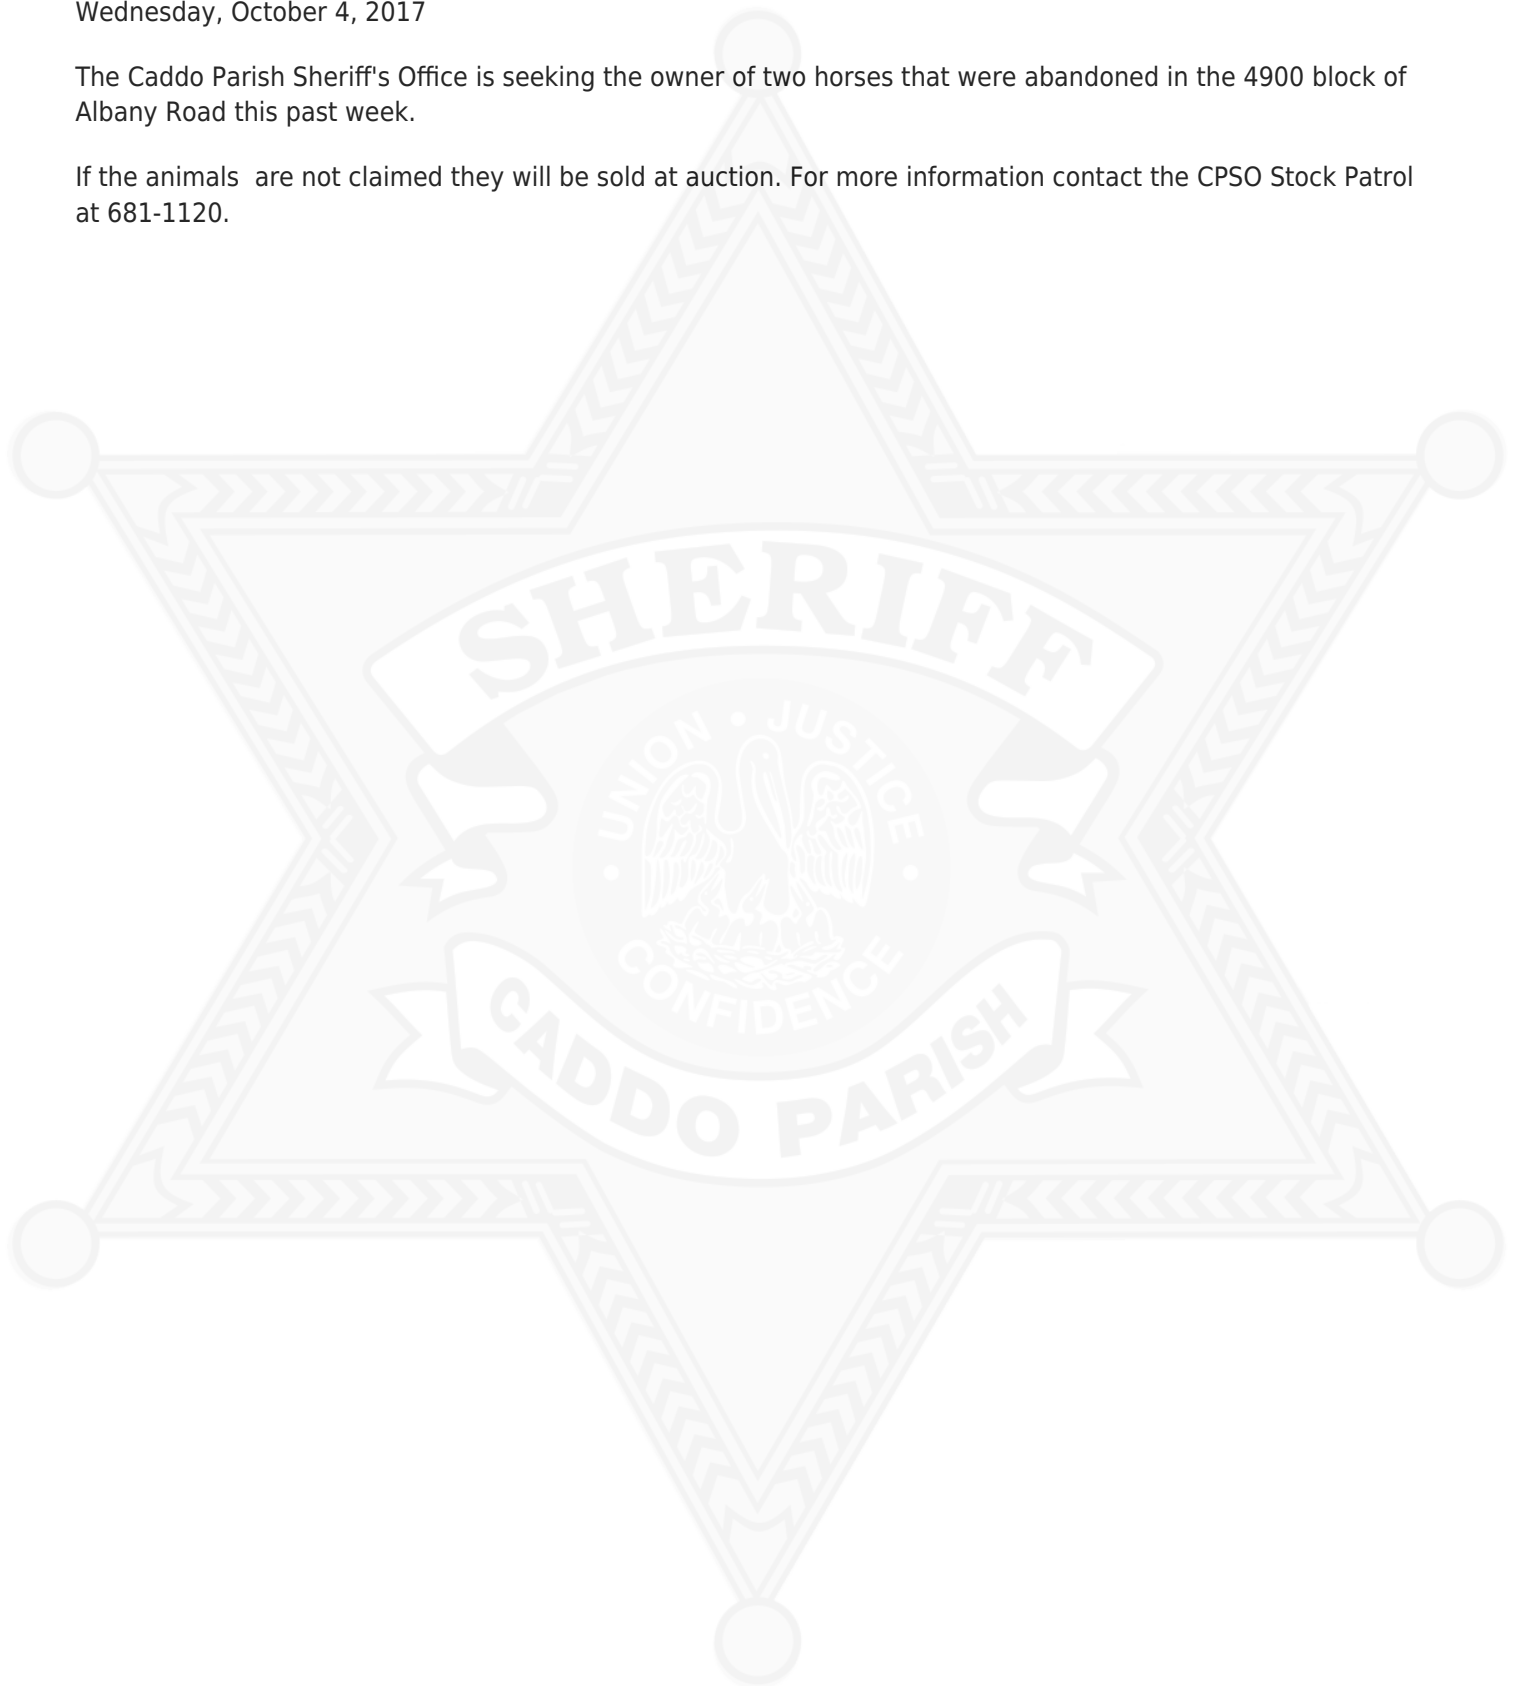 Wednesday, October 4, 2017
The Caddo Parish Sheriff's Office is seeking the owner of two horses that were abandoned in the 4900 block of
Albany Road this past week.
If the animals  are not claimed they will be sold at auction. For more information contact the CPSO Stock Patrol
at 681-1120.
SHERIFF
UNION • JUSTICE
• CONFIDENCE •
CADDO PARISH